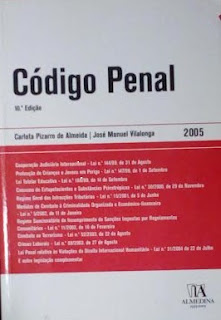 Código Penal
10.ª Edição
Carlota Pizarro de Almeida | José Manuel Vilalonga
2005
Cooperação Judiciária Internacional - Lei n.º 144/99, de 31 de Agosto
Protecção de Crianças e Jovens em Perigo - Lei n.º 147/99, de 1 de Setembro
Lei Tutelar Educativa - Lei n.º 166/99, de 14 de Setembro
Consumo de Estupefacientes e Substâncias Psicotrópicas - Lei n.º 30/2000, de 29 de Novembro
Regime Geral das Infracções Tributárias - Lei n.º 15/2001, de 5 de Junho
Medidas de Combate à Criminalidade Organizada e Económico-financeira
- Lei n.º 5/2002, de 11 de Janeiro
Regime Sancionatório do Incumprimento de Sanções Impostas por Regulamentos
Comunitários - Lei n.º 11/2002, de 16 de Fevereiro
Combate ao Terrorismo - Lei n.º 52/2003, de 22 de Agosto
Crimes Laborais - Lei n.º 99/2003, de 27 de Agosto
Lei Penal relativa às Violações do Direito Internacional Humanitário - Lei n.º 31/2004 de 22 de Julho
E outra legislação complementar
ALMEDINA